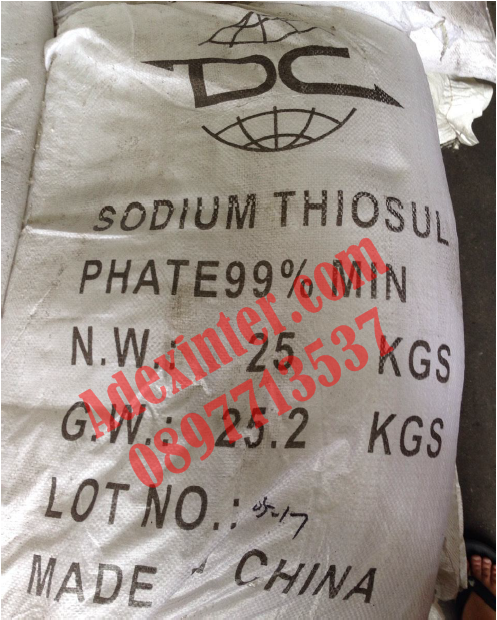 DC
SODIUM THIOSUL
PHATE99% MIN
N.W.: 25 KGS
G.W.: 25.2 KGS
LOT NO.:
MADE CHINA
Adexinter.com
0897713537